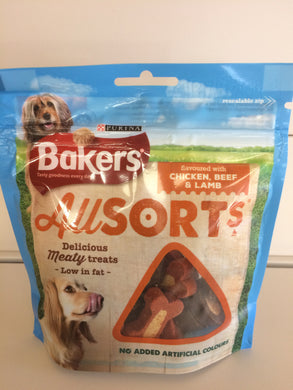 resealable zip
PURINA
Bakers
Tasty goodness every day
flavoured with
CHICKEN, BEEF
& LAMB
AllSORTs
Delicious
Meaty treats
- Low in fat -
NO ADDED ARTIFICIAL COLOURS